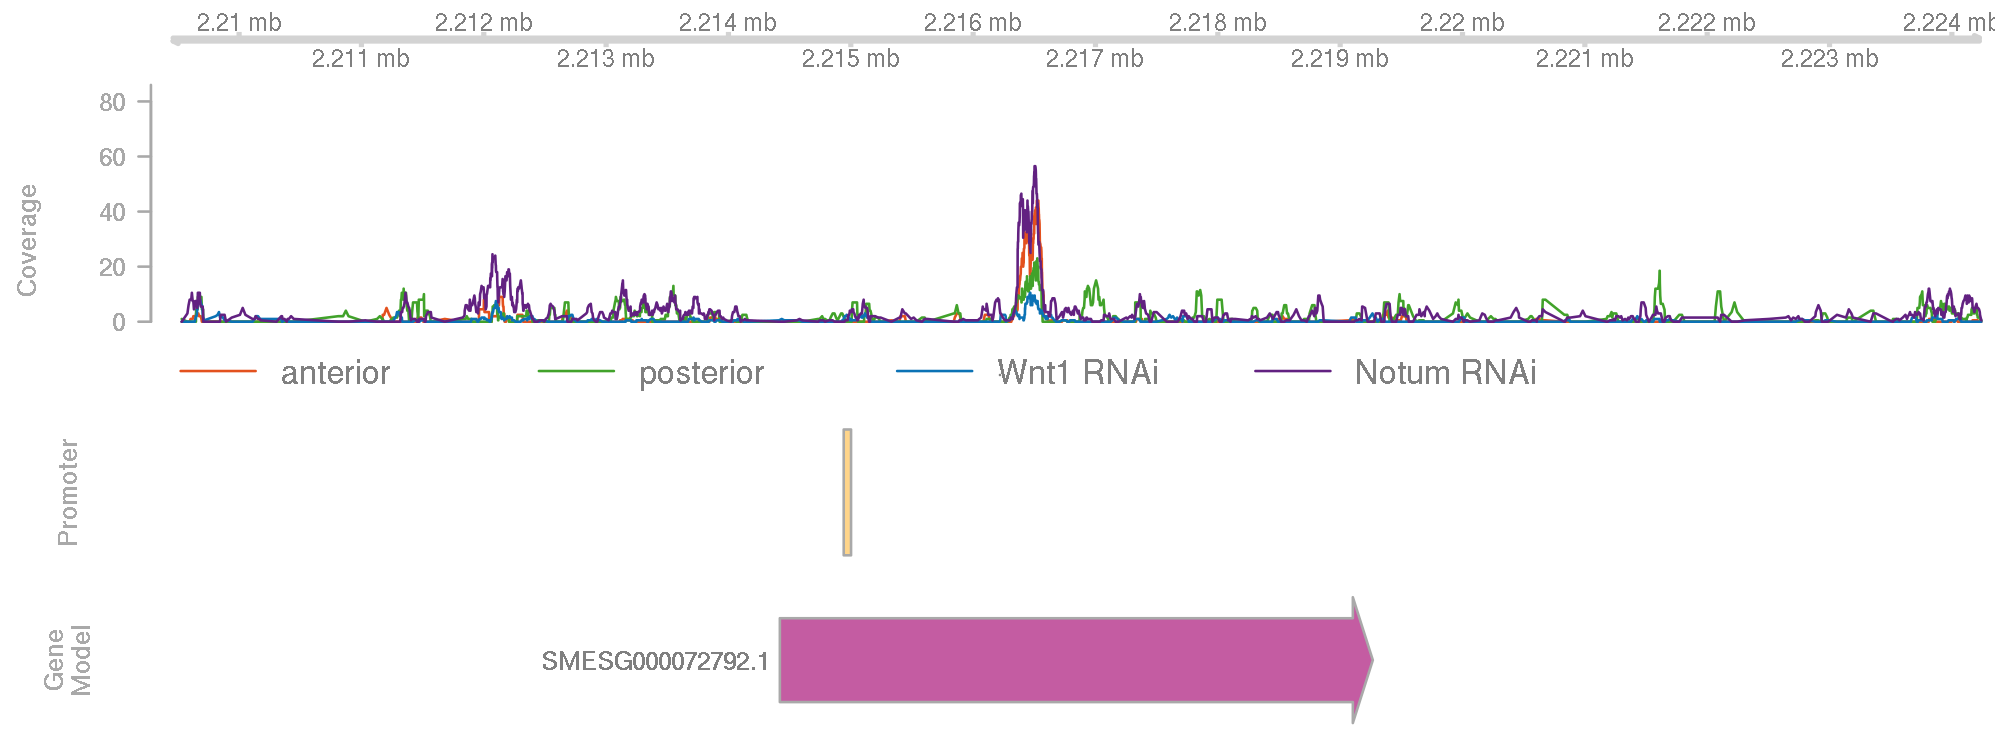 2.21 mb 2.212 mb 2.214 mb 2.216 mb 2.218 mb 2.22 mb 2.222 mb 2.224 mb
2.211 mb 2.213 mb 2.215 mb 2.217 mb 2.219 mb 2.221 mb 2.223 mb
Coverage
80
60
40
20
0
anterior posterior Wnt1 RNAi Notum RNAi
Promoter
Gene
Model
SMESG000072792.1